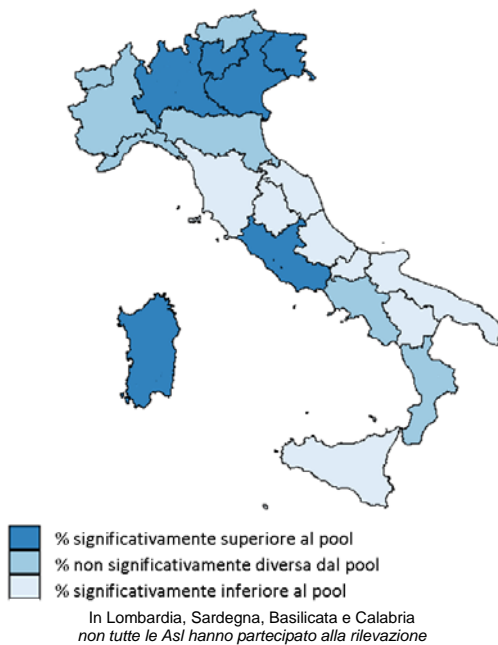 % significativamente superiore al pool
% non significativamente diversa dal pool
% significativamente inferiore al pool
In Lombardia, Sardegna, Basilicata e Calabria
non tutte le Asl hanno partecipato alla rilevazione